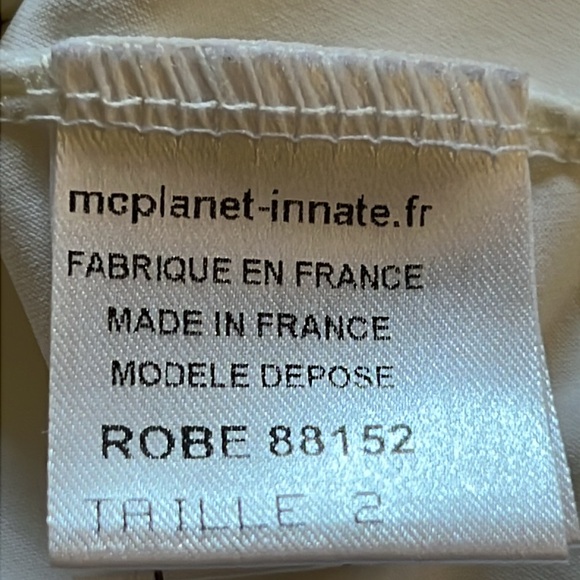 mcplanet-innate.fr
FABRIQUE EN FRANCE
MADE IN FRANCE
MODELE DEPOSE
ROBE 88152
TAILLE 2